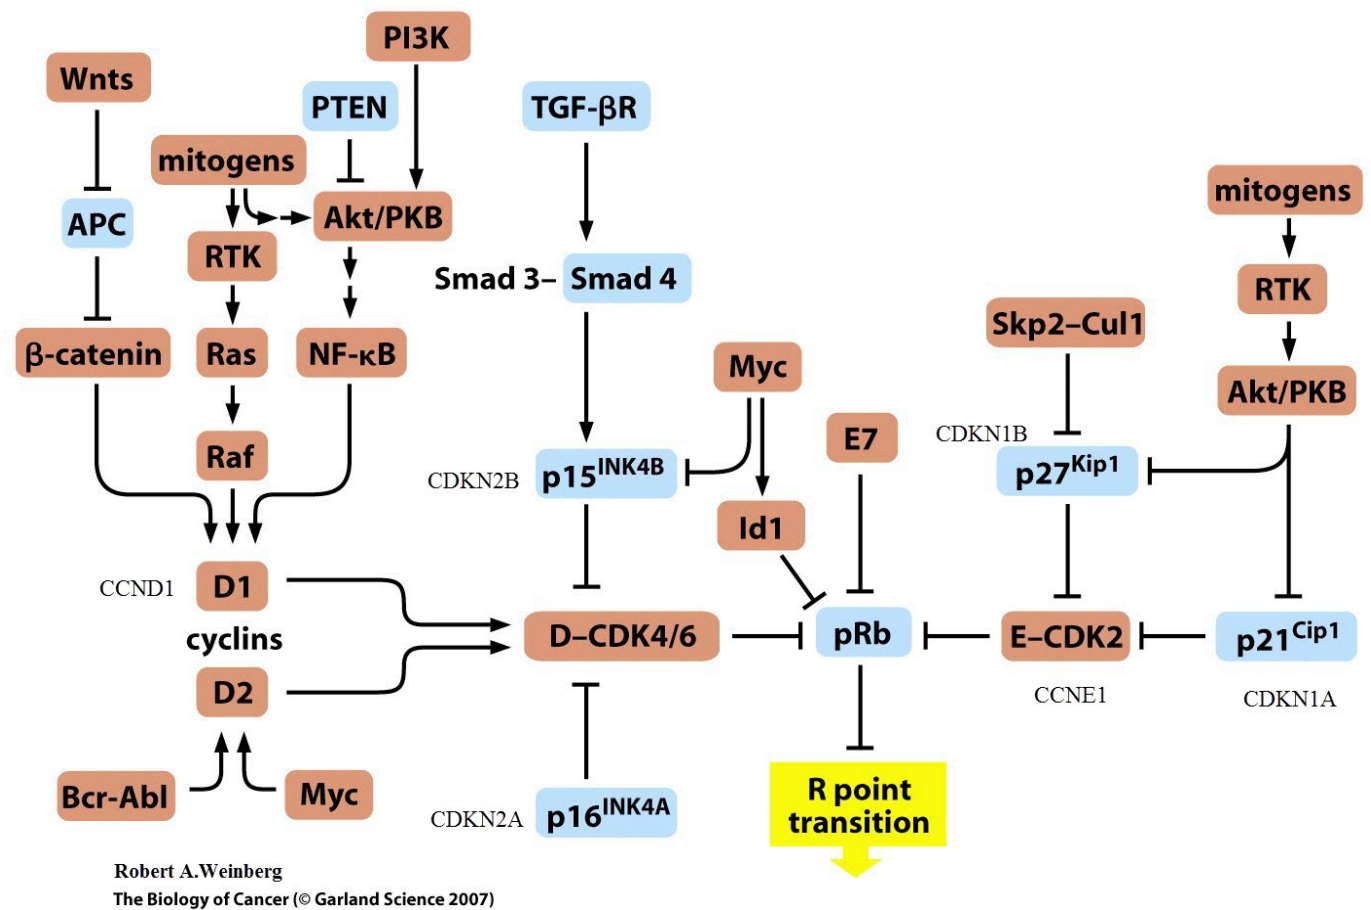 PI3K
Wnts
PTEN
TGF-βR
mitogens
mitogens
APC
Akt/PKB
RTK
Smad 3–Smad 4
RTK
Skp2–Cul1
β-catenin
Ras
NF-κB
Myc
Akt/PKB
E7
CDKN1B
Raf
CDKN2B
p15INK4B
p27Kip1
Id1
CCND1
D1
cyclins
D–CDK4/6
pRb
E–CDK2
p21Cip1
D2
CCNE1
CDKN1A
Bcr-Abl
Myc
CDKN2A
p16INK4A
R point
transition
Robert A.Weinberg
The Biology of Cancer (© Garland Science 2007)